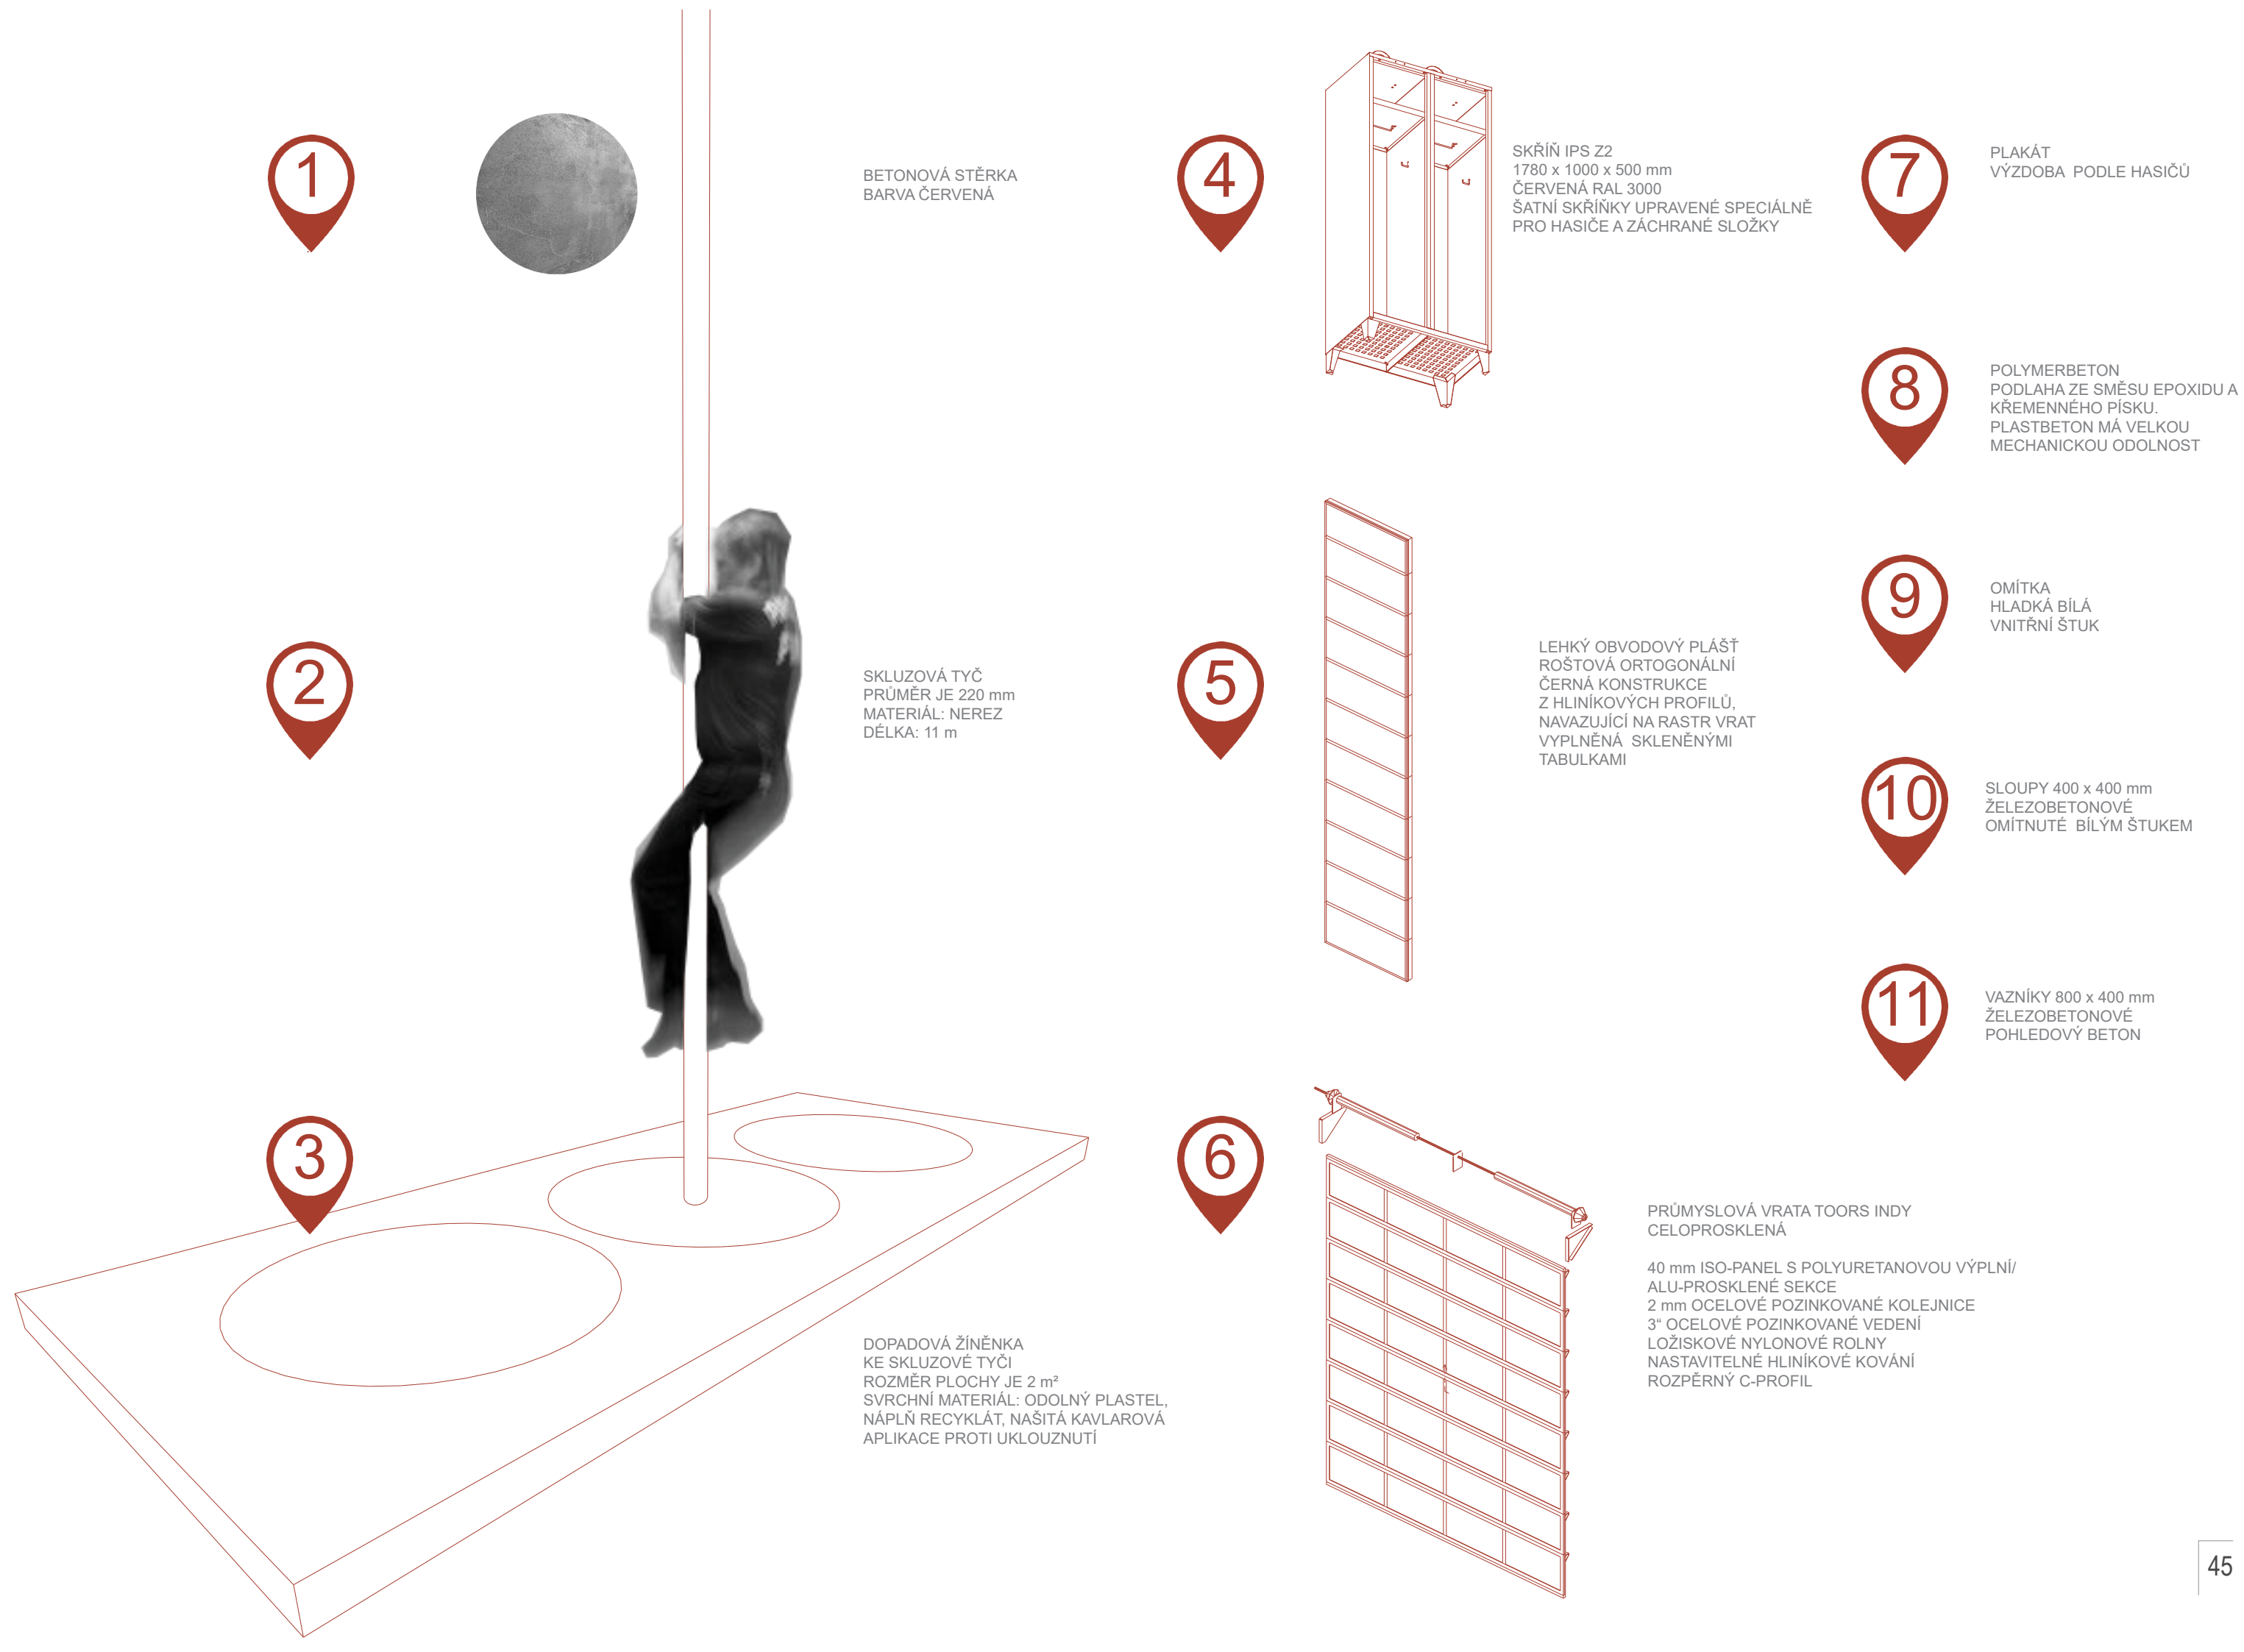 1
BETONOVÁ STĚRKA
BARVA ČERVENÁ
2
SKLUZOVÁ TYČ
PRŮMĚR JE 220 mm
MATERIÁL: NEREZ
DÉLKA: 11 m
3
DOPADOVÁ ŽÍNĚNKA
KE SKLUZOVÉ TYČI
ROZMĚR PLOCHY JE 2 m²
SVRCHNÍ MATERIÁL: ODOLNÝ PLASTEL,
NÁPLŇ RECYKLÁT, NAŠITÁ KAVLAROVÁ
APLIKACE PROTI UKLOUZNUTÍ
4
SKŘÍŇ IPS Z2
1780 x 1000 x 500 mm
ČERVENÁ RAL 3000
ŠATNÍ SKŘÍŇKY UPRAVENÉ SPECIÁLNĚ
PRO HASIČE A ZÁCHRANÉ SLOŽKY
5
LEHKÝ OBVODOVÝ PLÁŠŤ
ROŠTOVÁ ORTOGONÁLNÍ
ČERNÁ KONSTRUKCE
Z HLINÍKOVÝCH PROFILŮ,
NAVAZUJÍCÍ NA RASTR VRAT
VYPLNĚNÁ SKLENĚNÝMI
TABULKAMI
6
PRŮMYSLOVÁ VRATA TOORS INDY
CELOPROSKLENÁ
40 mm ISO-PANEL S POLYURETANOVOU VÝPLNÍ/
ALU-PROSKLENÉ SEKCE
2 mm OCELOVÉ POZINKOVANÉ KOLEJNICE
3“ OCELOVÉ POZINKOVANÉ VEDENÍ
LOŽISKOVÉ NYLONOVÉ ROLNY
NASTAVITELNÉ HLINÍKOVÉ KOVÁNÍ
ROZPĚRNÝ C-PROFIL
7
PLAKÁT
VÝZDOBA PODLE HASIČŮ
8
POLYMERBETON
PODLAHA ZE SMĚSU EPOXIDU A
KŘEMENNÉHO PÍSKU.
PLASTBETON MÁ VELKOU
MECHANICKOU ODOLNOST
9
OMÍTKA
HLADKÁ BÍLÁ
VNITŘNÍ ŠTUK
10
SLOUPY 400 x 400 mm
ŽELEZOBETONOVÉ
OMÍTNUTÉ BÍLÝM ŠTUKEM
11
VAZNÍKY 800 x 400 mm
ŽELEZOBETONOVÉ
POHLEDOVÝ BETON
45